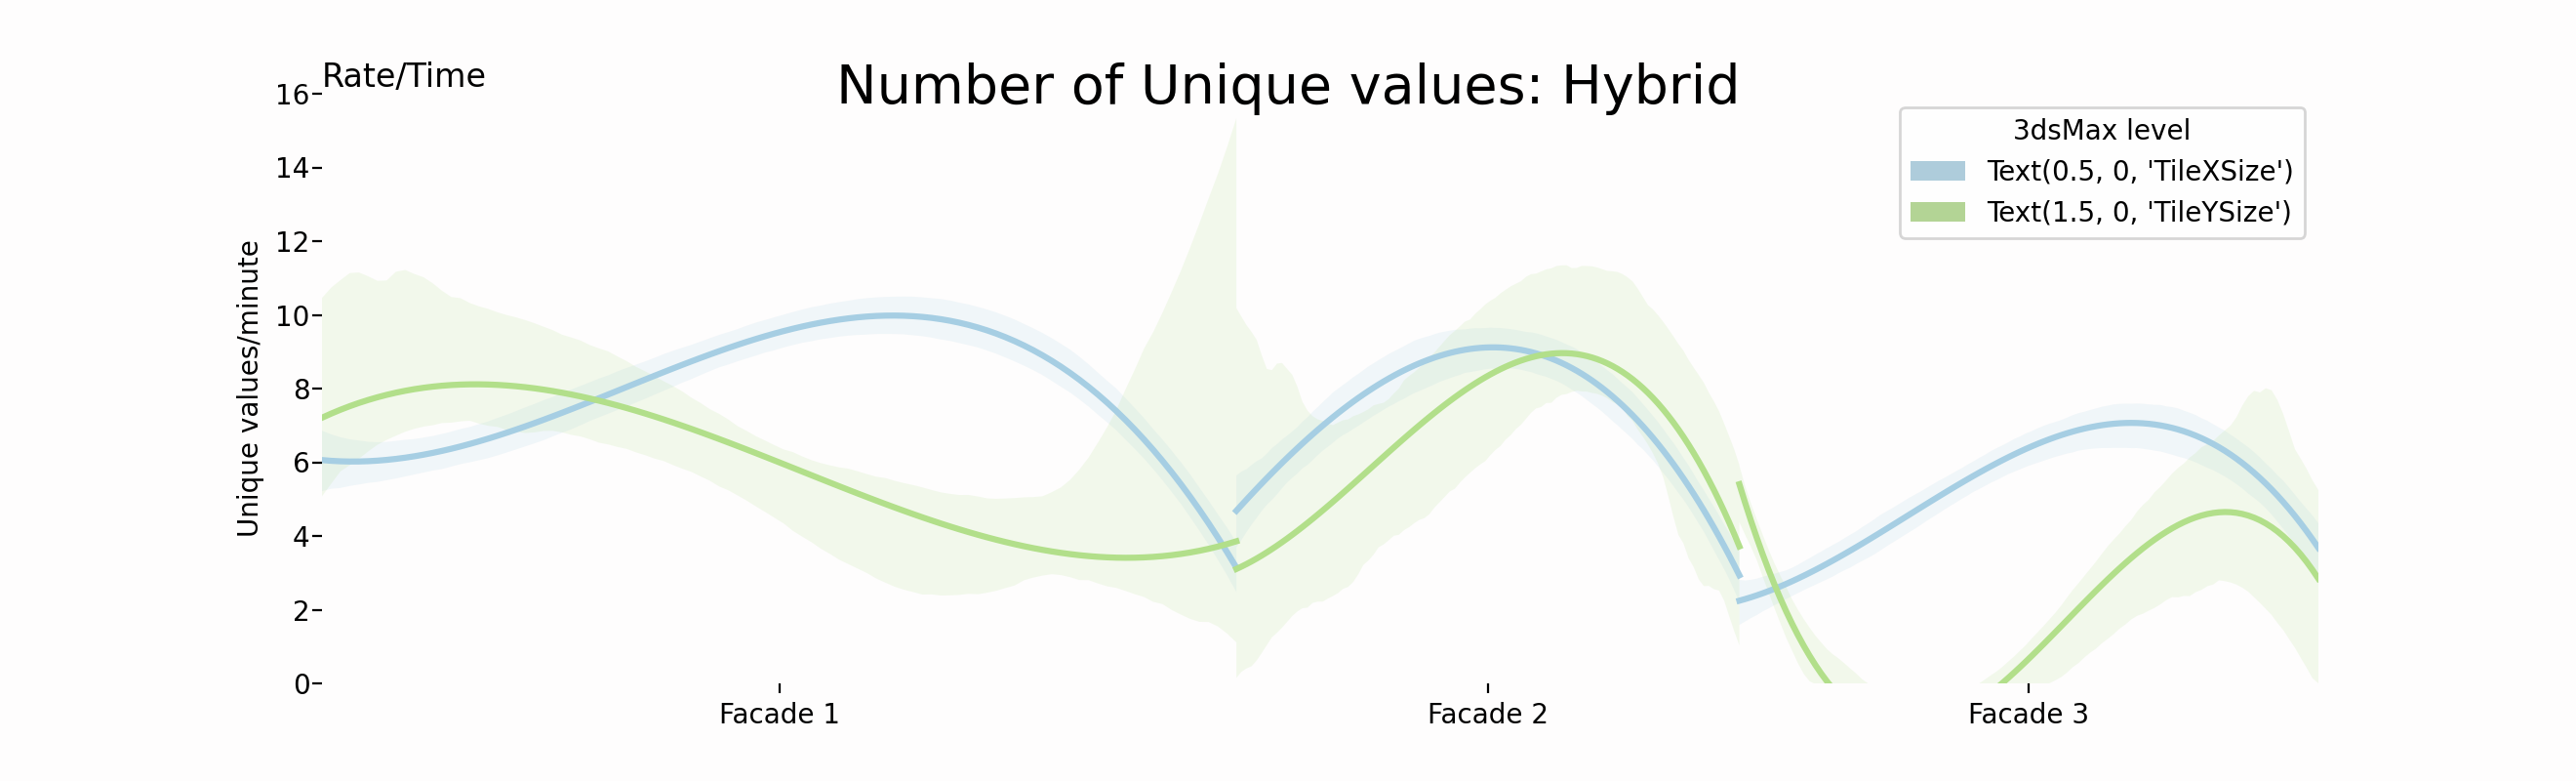 Rate/Time
Number of Unique values: Hybrid
16
14
12
10
8
6
4
2
0
Unique values/minute
3dsMax level
Text(0.5, 0, 'TileXSize')
Text(1.5, 0, 'TileYSize')
Facade 1
Facade 2
Facade 3